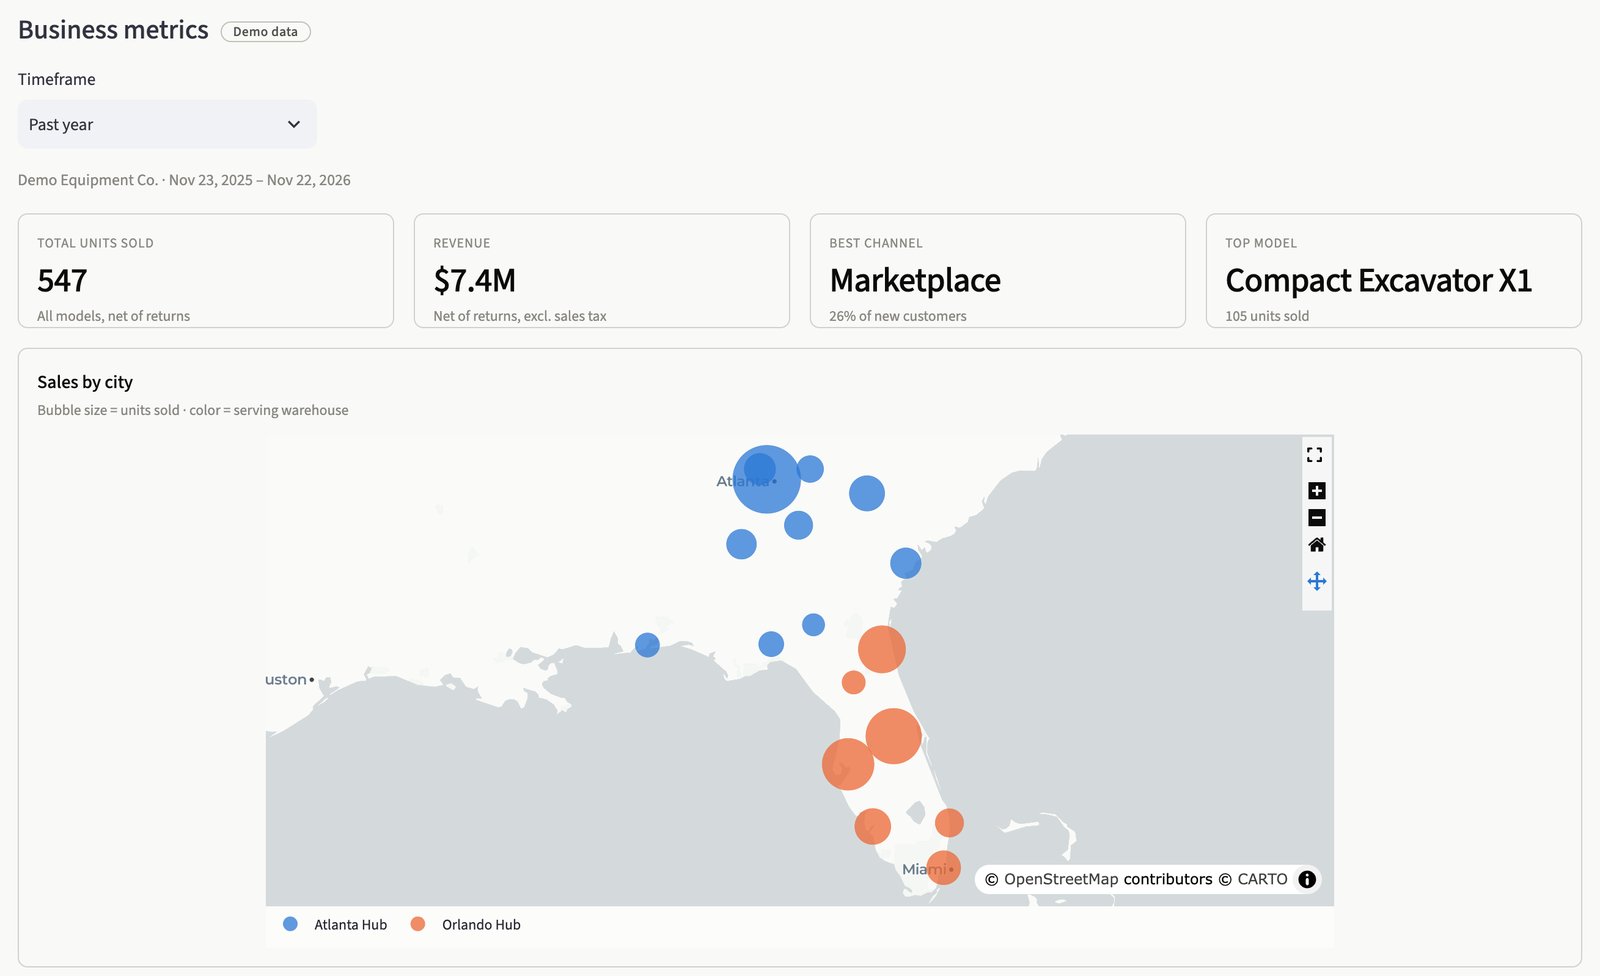 Business metrics
Demo data
Timeframe
Past year
Demo Equipment Co. · Nov 23, 2025 – Nov 22, 2026
TOTAL UNITS SOLD
547
All models, net of returns
REVENUE
$7.4M
Net of returns, excl. sales tax
BEST CHANNEL
Marketplace
26% of new customers
TOP MODEL
Compact Excavator X1
105 units sold
Sales by city
Bubble size = units sold · color = serving warehouse
Atlanta
uston
Miami
© OpenStreetMap contributors © CARTO
Atlanta Hub
Orlando Hub